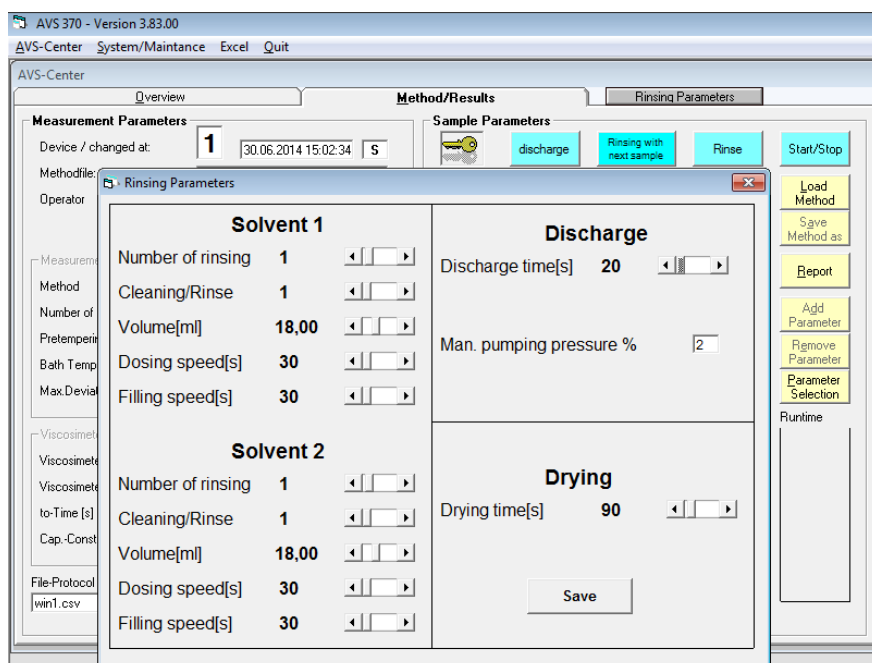 AVS 370 - Version 3.83.00
AVS-Center System/Maintance Excel Quit
AVS-Center
Overview
Method/Results
Rinsing Parameters
Measurement Parameters
Device / changed at: 1 30.06.2014 15:02:34 S
Methodfile:
Operator
Method
Number of
Bath Temp
Viscosimete
Viscosimete
to-Time [s]
Cap.-Const
File-Protocol
win1.csv
Sample Parameters
discharge
Rinsing with
next sample
Rinse
Start/Stop
Load
Method
Save
Method as
Report
Add
Parameter
Remove
Parameter
Parameter
Selection
Runtime
Rinsing Parameters
Solvent 1
Number of rinsing 1
Cleaning/Rinse 1
Volume[ml] 18,00
Dosing speed[s] 30
Filling speed[s] 30
Solvent 2
Number of rinsing 1
Cleaning/Rinse 1
Volume[ml] 18,00
Dosing speed[s] 30
Filling speed[s] 30
Discharge
Discharge time[s] 20
Man. pumping pressure % 2
Drying
Drying time[s] 90
Save